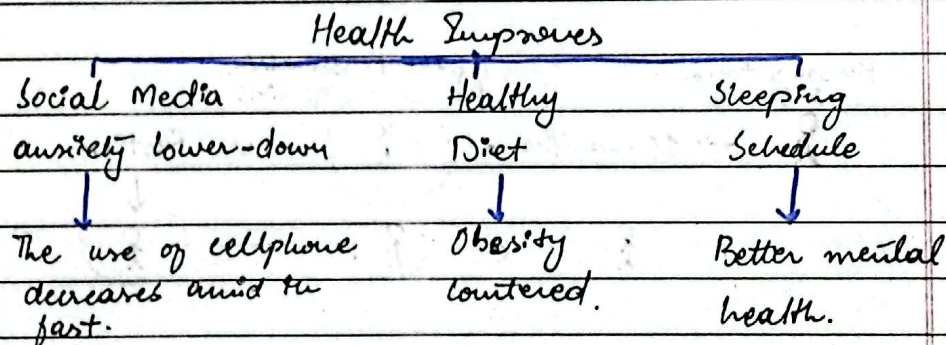 Health Improves
Social Media
anxiety lower-down
Healthy
Diet
Sleeping
Schedule
The use of cellphone
decreases amid the
fast.
Obesity
countered.
Better mental
health.